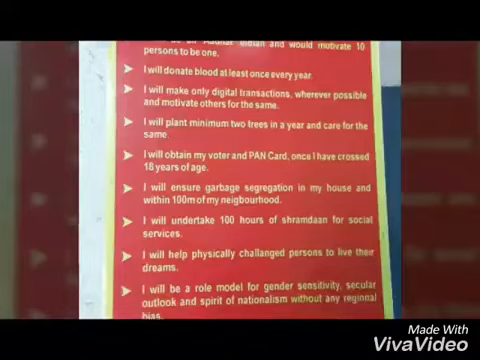 and would motivate 10
persons to be one.
I will donate blood at least once every year.
I will make only digital transactions, wherever possible
and motivate others for the same.
I will plant minimum two trees in a year and care for the
same.
I will obtain my voter and PAN Card, once I have crossed
18 years of age.
I will ensure garbage segregation in my house and
within 100m of my neigbourhood.
I will undertake 100 hours of shramdaan for social
services.
I will help physically challanged persons to live their
dreams.
I will be a role model for gender sensitivity, secular
outlook and spirit of nationalism without any regional
bias.
Made With
VivaVideo